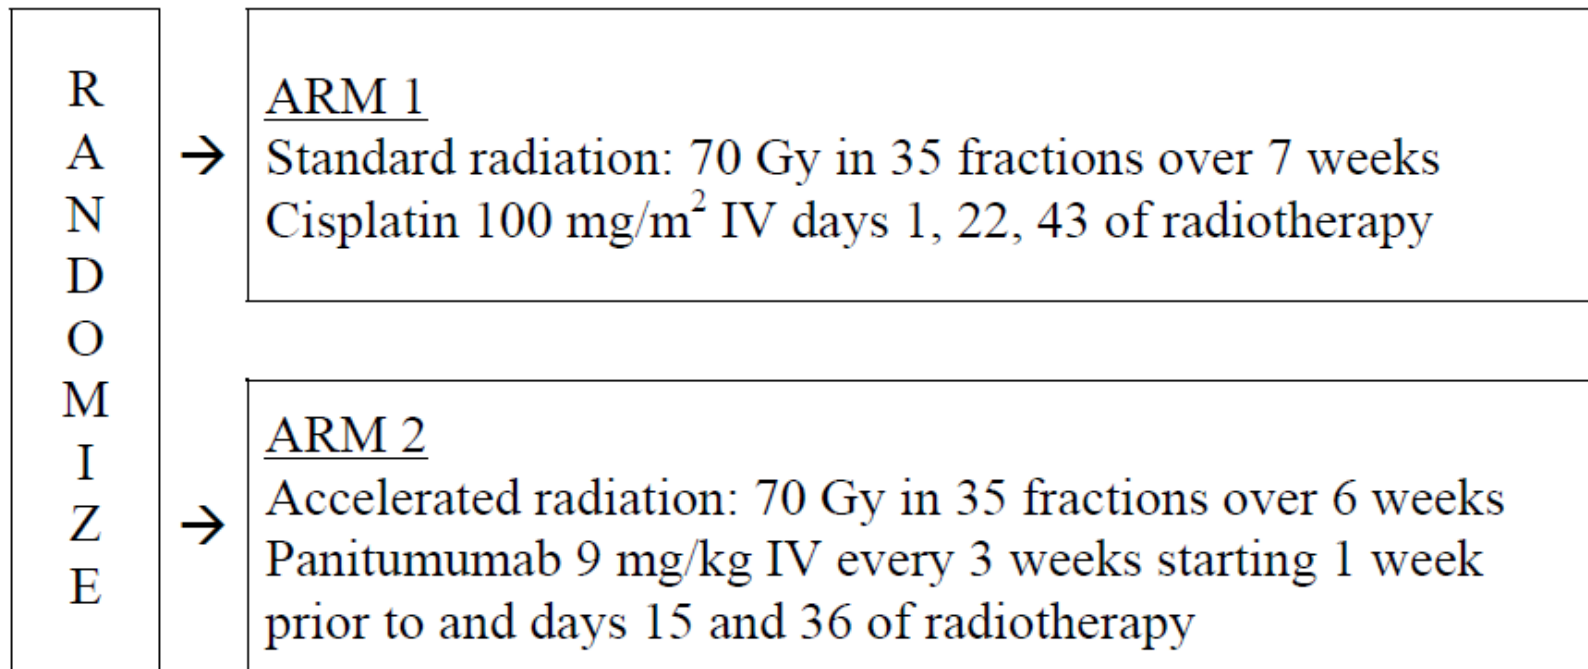 R
A
N
D
O
M
I
Z
E
→
ARM 1
Standard radiation: 70 Gy in 35 fractions over 7 weeks
Cisplatin 100 mg/m² IV days 1, 22, 43 of radiotherapy
→
ARM 2
Accelerated radiation: 70 Gy in 35 fractions over 6 weeks
Panitumumab 9 mg/kg IV every 3 weeks starting 1 week
prior to and days 15 and 36 of radiotherapy